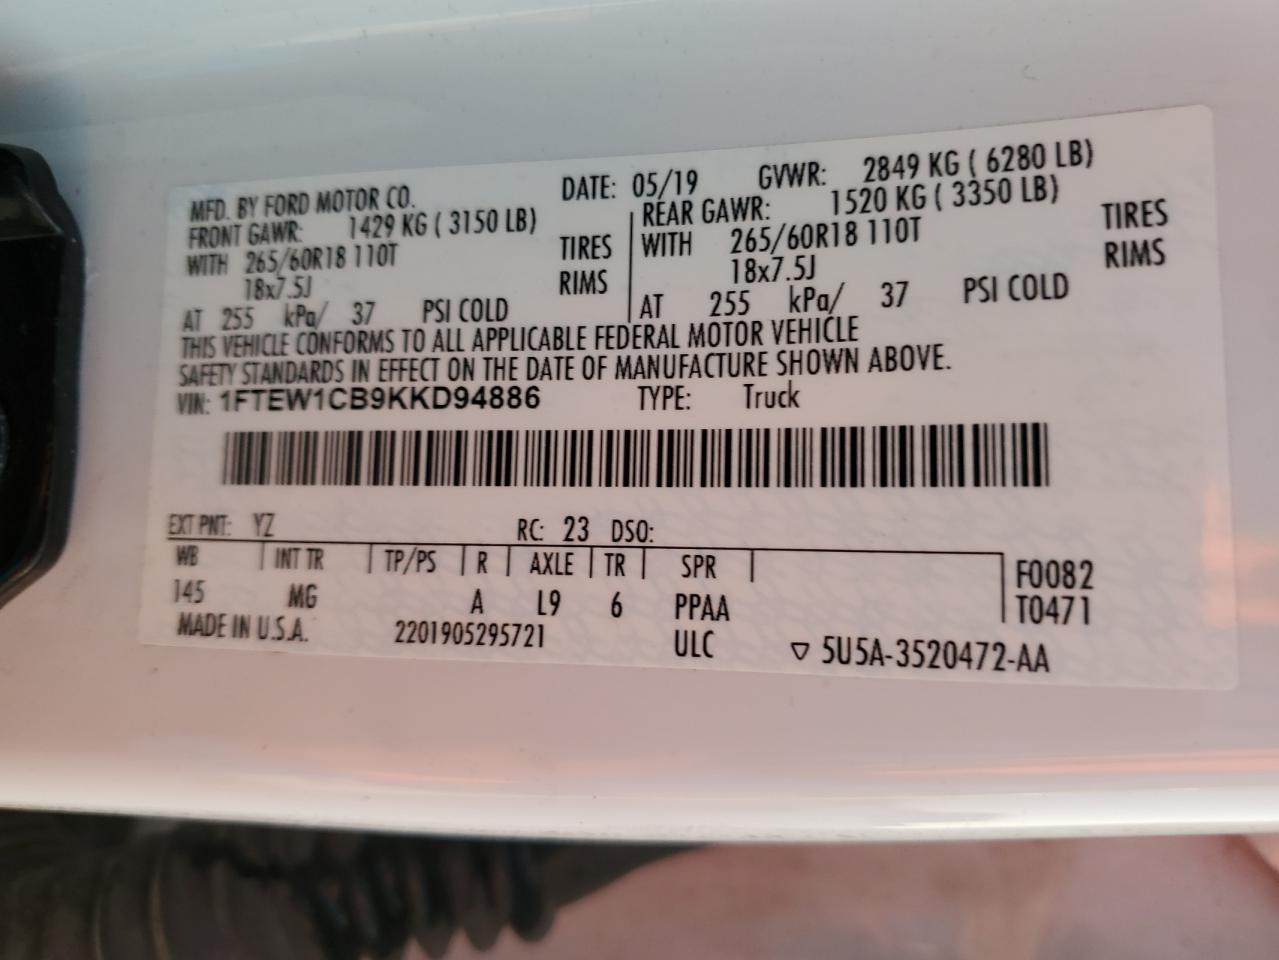 MFD. BY FORD MOTOR CO. DATE: 05/19 GVWR: 2849 KG ( 6280 LB)
FRONT GAWR: 1429 KG ( 3150 LB) REAR GAWR: 1520 KG ( 3350 LB)
WITH 265/60R18 110T TIRES WITH 265/60R18 110T TIRES
18x7.5J RIMS 18x7.5J RIMS
AT 255 kPa/ 37 PSI COLD AT 255 kPa/ 37 PSI COLD
THIS VEHICLE CONFORMS TO ALL APPLICABLE FEDERAL MOTOR VEHICLE
SAFETY STANDARDS IN EFFECT ON THE DATE OF MANUFACTURE SHOWN ABOVE.
VIN: 1FTEW1CB9KKD94886 TYPE: Truck
EXT PNT: YZ RC: 23 DSO:
WB INT TR TP/PS R AXLE TR SPR F0082
145 MG A L9 6 PPAA T0471
MADE IN U.S.A. 2201905295721 ULC ▽ 5U5A-3520472-AA